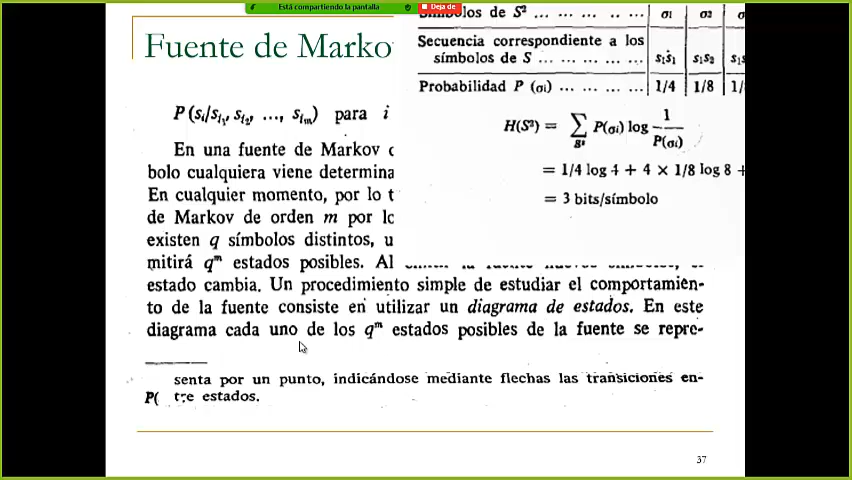 Está compartiendo la pantalla
Deja de
Fuente de Marko
P(si/si1, si2, ..., sim) para i
En una fuente de Markov
bolo cualquiera viene determina
En cualquier momento, por lo t
de Markov de orden m por lo
existen q símbolos distintos, u
mitirá qᵐ estados posibles. Al
estado cambia. Un procedimiento simple de estudiar el comportamien-
to de la fuente consiste en utilizar un diagrama de estados. En este
diagrama cada uno de los qᵐ estados posibles de la fuente se repre-
senta por un punto, indicándose mediante flechas las transiciones en-
P( tre estados.
Símbolos de S² ... ... ... .. ... σ1 σ2 σ
Secuencia correspondiente a los
símbolos de S ... ... ... ... ... s1s1 s1s2 s1s
Probabilidad P (σi) ... ... ... ... 1/4 1/8 1/
H(S²) = ∑ P(σi) log 1/P(σi)
S²
= 1/4 log 4 + 4 × 1/8 log 8 +
= 3 bits/símbolo
37